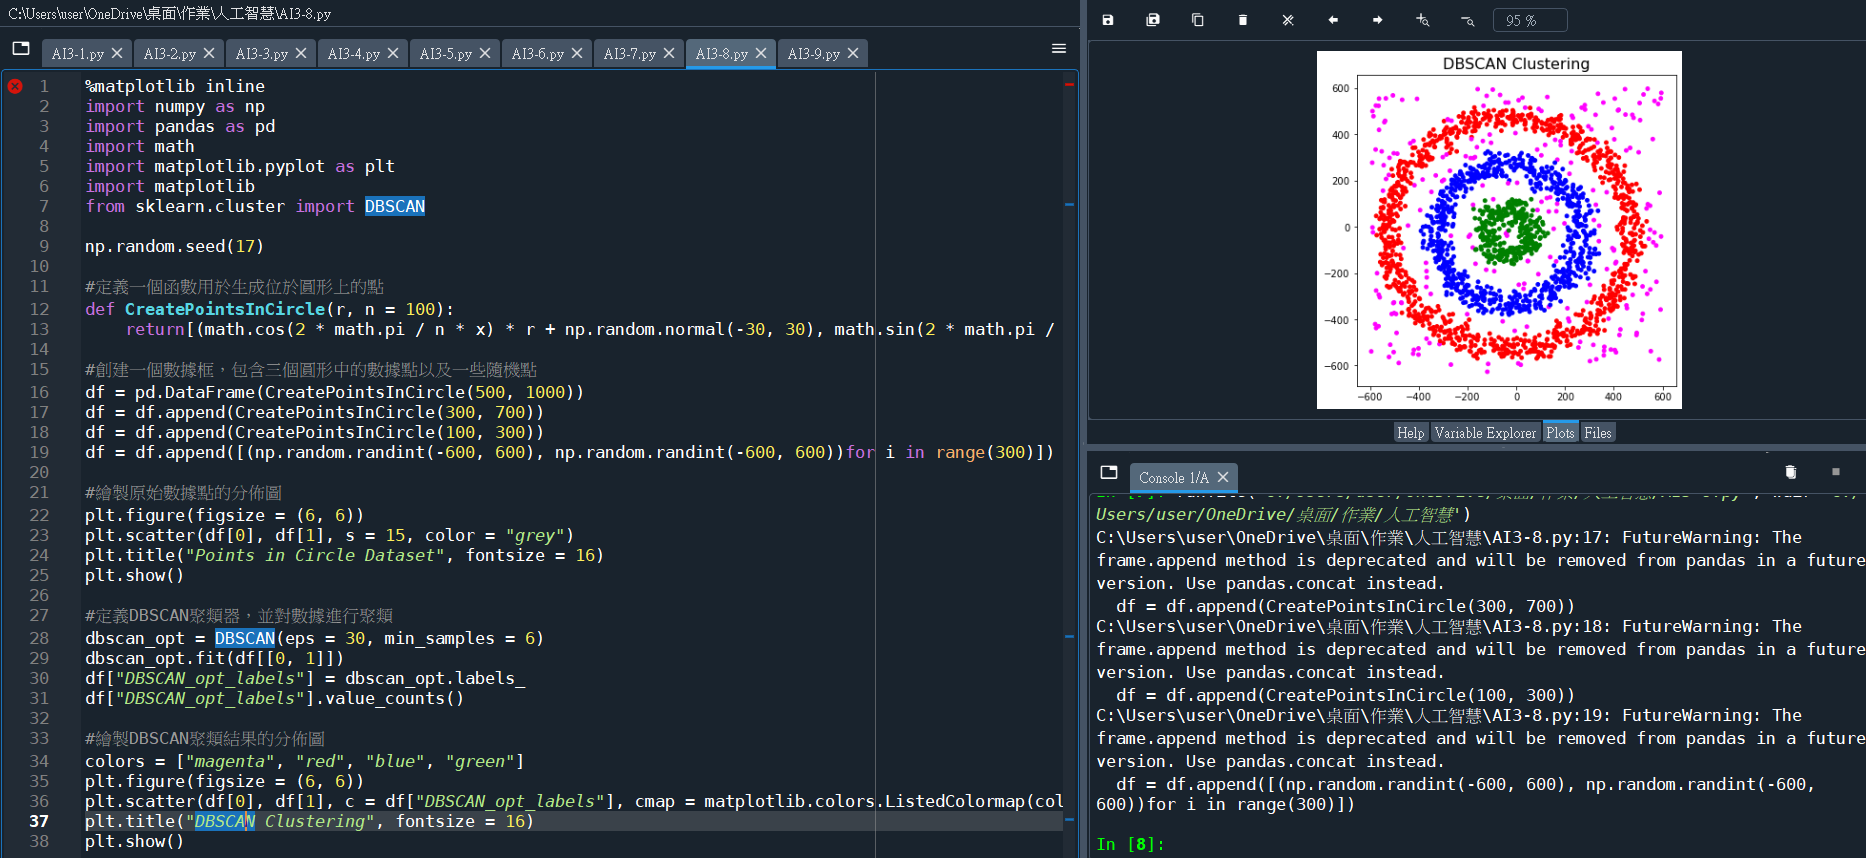 C:\Users\user\OneDrive\桌面\作業\人工智慧\AI3-8.py
AI3-1.py
AI3-2.py
AI3-3.py
AI3-4.py
AI3-5.py
AI3-6.py
AI3-7.py
AI3-8.py
AI3-9.py
1 %matplotlib inline
2 import numpy as np
3 import pandas as pd
4 import math
5 import matplotlib.pyplot as plt
6 import matplotlib
7 from sklearn.cluster import DBSCAN
8
9 np.random.seed(17)
10
11 #定義一個函數用於生成位於圓形上的點
12 def CreatePointsInCircle(r, n = 100):
13 return[(math.cos(2 * math.pi / n * x) * r + np.random.normal(-30, 30), math.sin(2 * math.pi /
14
15 #創建一個數據框，包含三個圓形中的數據點以及一些隨機點
16 df = pd.DataFrame(CreatePointsInCircle(500, 1000))
17 df = df.append(CreatePointsInCircle(300, 700))
18 df = df.append(CreatePointsInCircle(100, 300))
19 df = df.append([(np.random.randint(-600, 600), np.random.randint(-600, 600))for i in range(300)])
20
21 #繪製原始數據點的分佈圖
22 plt.figure(figsize = (6, 6))
23 plt.scatter(df[0], df[1], s = 15, color = "grey")
24 plt.title("Points in Circle Dataset", fontsize = 16)
25 plt.show()
26
27 #定義DBSCAN聚類器，並對數據進行聚類
28 dbscan_opt = DBSCAN(eps = 30, min_samples = 6)
29 dbscan_opt.fit(df[[0, 1]])
30 df["DBSCAN_opt_labels"] = dbscan_opt.labels_
31 df["DBSCAN_opt_labels"].value_counts()
32
33 #繪製DBSCAN聚類結果的分佈圖
34 colors = ["magenta", "red", "blue", "green"]
35 plt.figure(figsize = (6, 6))
36 plt.scatter(df[0], df[1], c = df["DBSCAN_opt_labels"], cmap = matplotlib.colors.ListedColormap(col
37 plt.title("DBSCAN Clustering", fontsize = 16)
38 plt.show()
95 %
DBSCAN Clustering
600
400
200
0
−200
−400
−600
−600 −400 −200 0 200 400 600
Help Variable Explorer Plots Files
Console 1/A
Users/user/OneDrive/桌面/作業/人工智慧')
C:\Users\user\OneDrive\桌面\作業\人工智慧\AI3-8.py:17: FutureWarning: The
frame.append method is deprecated and will be removed from pandas in a future
version. Use pandas.concat instead.
df = df.append(CreatePointsInCircle(300, 700))
C:\Users\user\OneDrive\桌面\作業\人工智慧\AI3-8.py:18: FutureWarning: The
frame.append method is deprecated and will be removed from pandas in a future
version. Use pandas.concat instead.
df = df.append(CreatePointsInCircle(100, 300))
C:\Users\user\OneDrive\桌面\作業\人工智慧\AI3-8.py:19: FutureWarning: The
frame.append method is deprecated and will be removed from pandas in a future
version. Use pandas.concat instead.
df = df.append([(np.random.randint(-600, 600), np.random.randint(-600,
600))for i in range(300)])
In [8]: